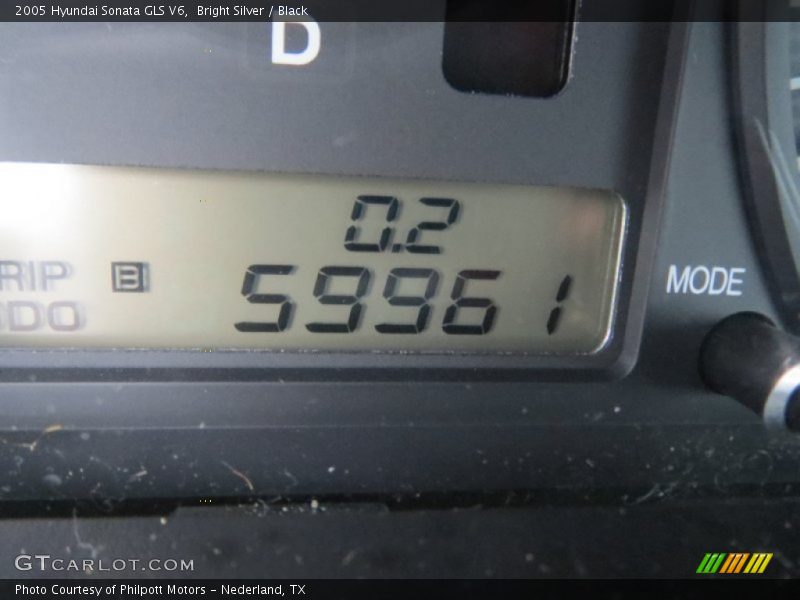 2005 Hyundai Sonata GLS V6,  Bright Silver / Black
D
0.2
RIP B 59961
ODO
MODE
GTCARLOT.COM
Photo Courtesy of Philpott Motors - Nederland, TX